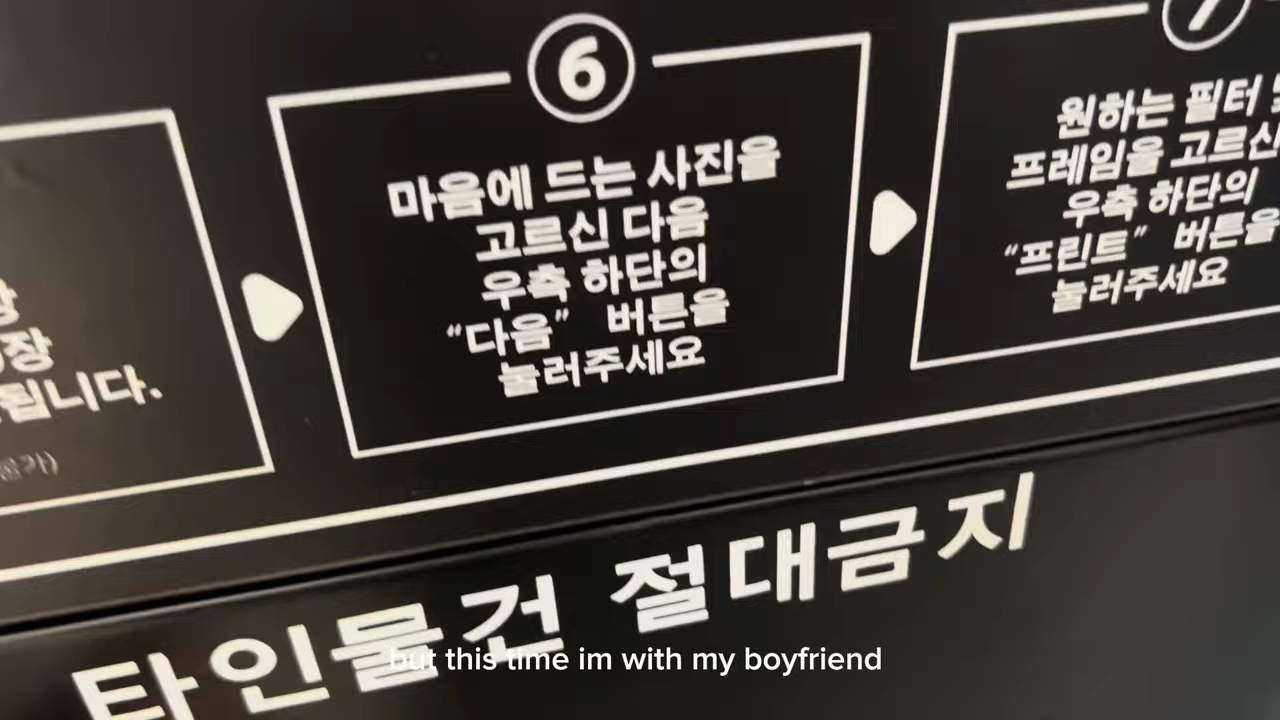 장
장
됩니다.
6
마음에 드는 사진을
고르신 다음
우측 하단의
“다음” 버튼을
눌러주세요
7
원하는 필터
프레임을 고르신
우측 하단의
“프린트” 버튼을
눌러주세요
타인물건 절대금지
but this time im with my boyfriend